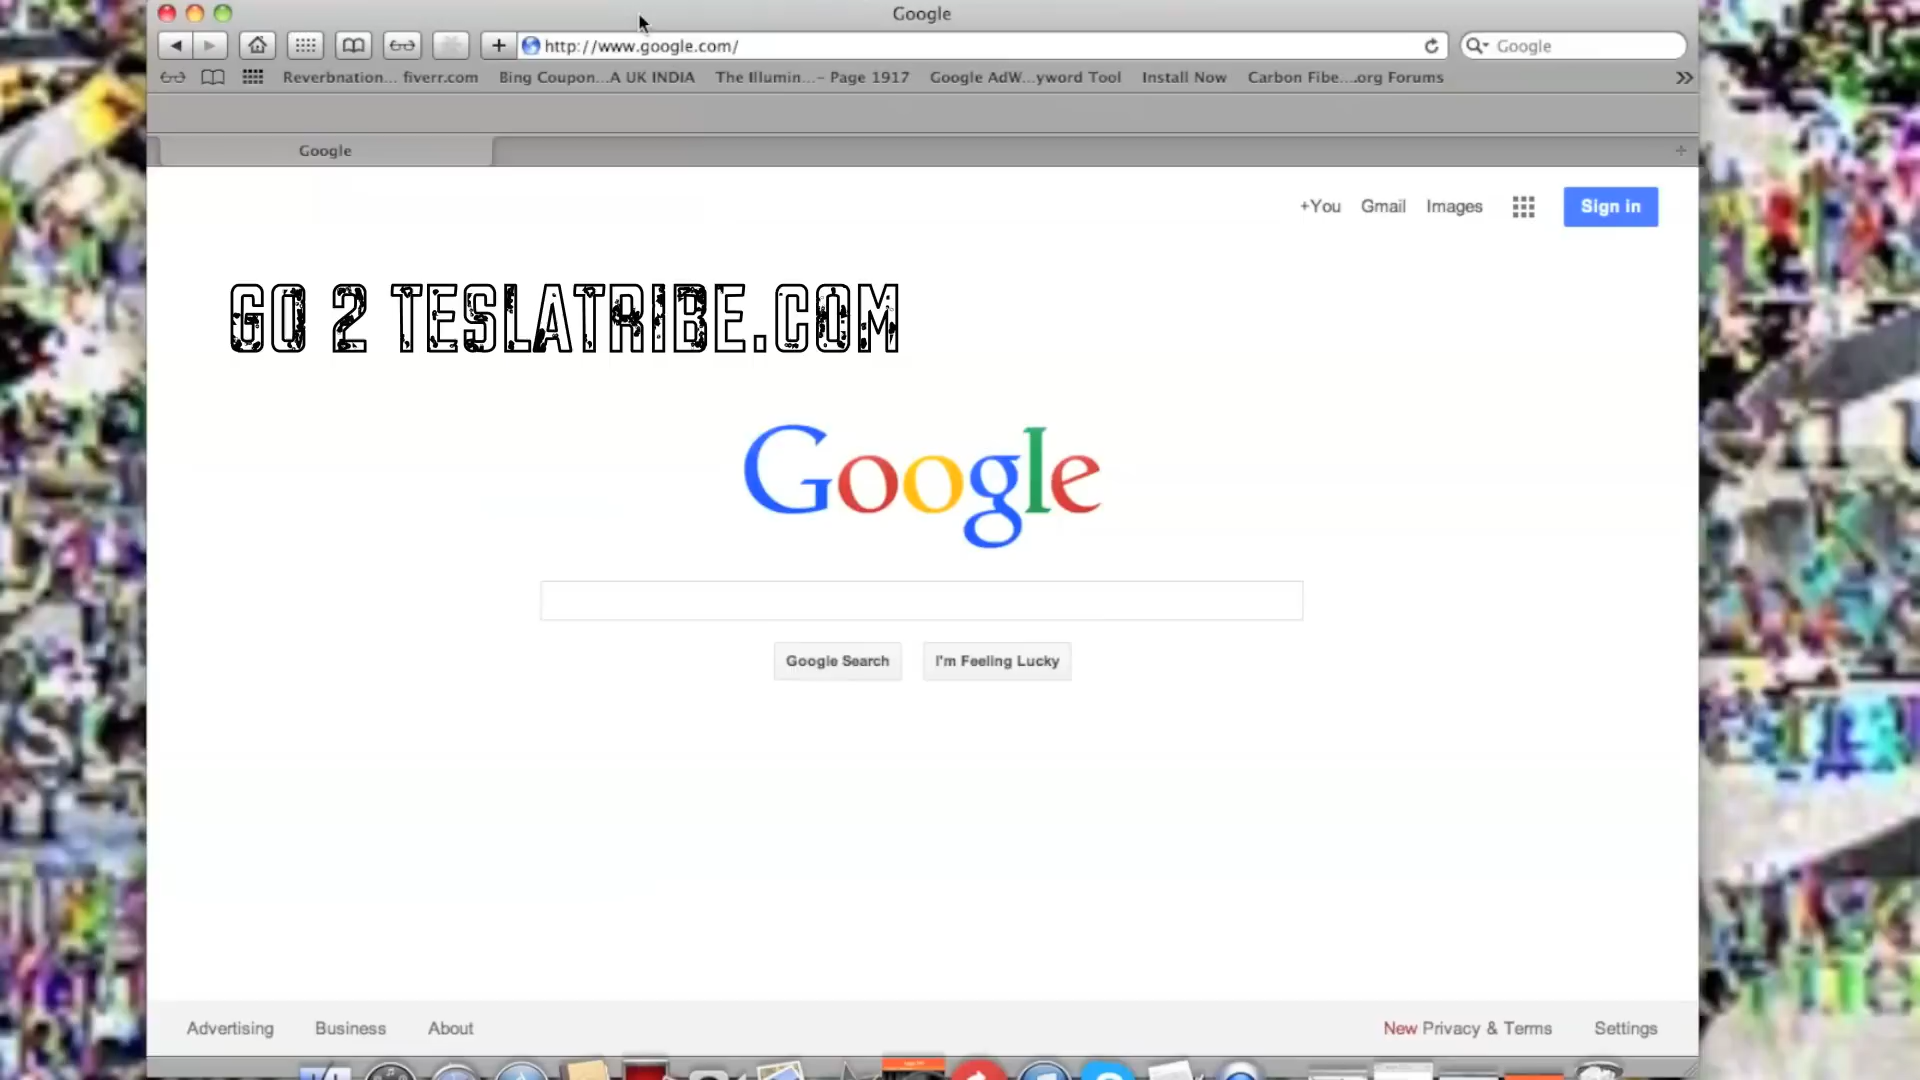 Google
http://www.google.com/
Google
Reverbnation... fiverr.com Bing Coupon...A UK INDIA The Illumin...- Page 1917 Google AdW...yword Tool Install Now Carbon Fibe....org Forums
Google
+You Gmail Images Sign in
GO 2 TESLATRIBE.COM
Google
Google Search I'm Feeling Lucky
Advertising Business About New Privacy & Terms Settings